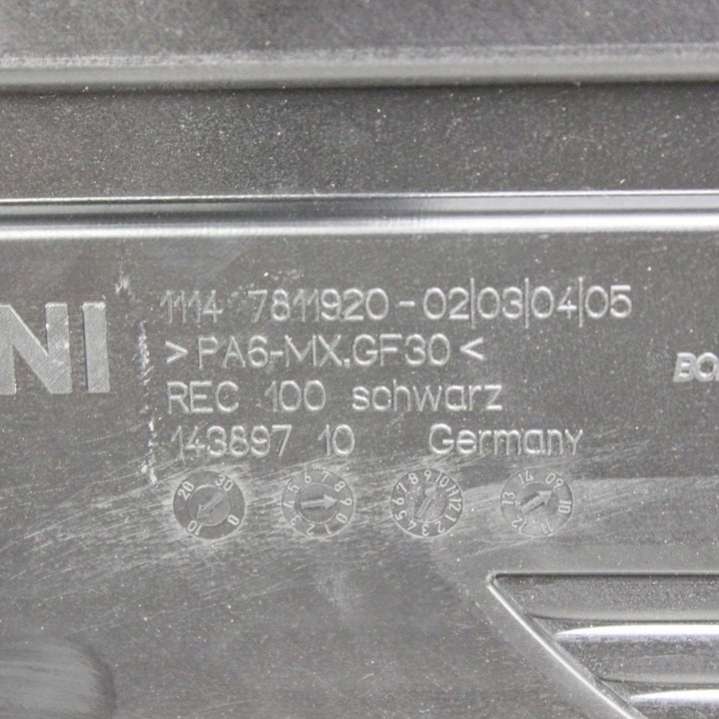 NI
1114 7811920-02|03|04|05
>PA6-MX.GF30<
REC 100 schwarz
143897 10 Germany